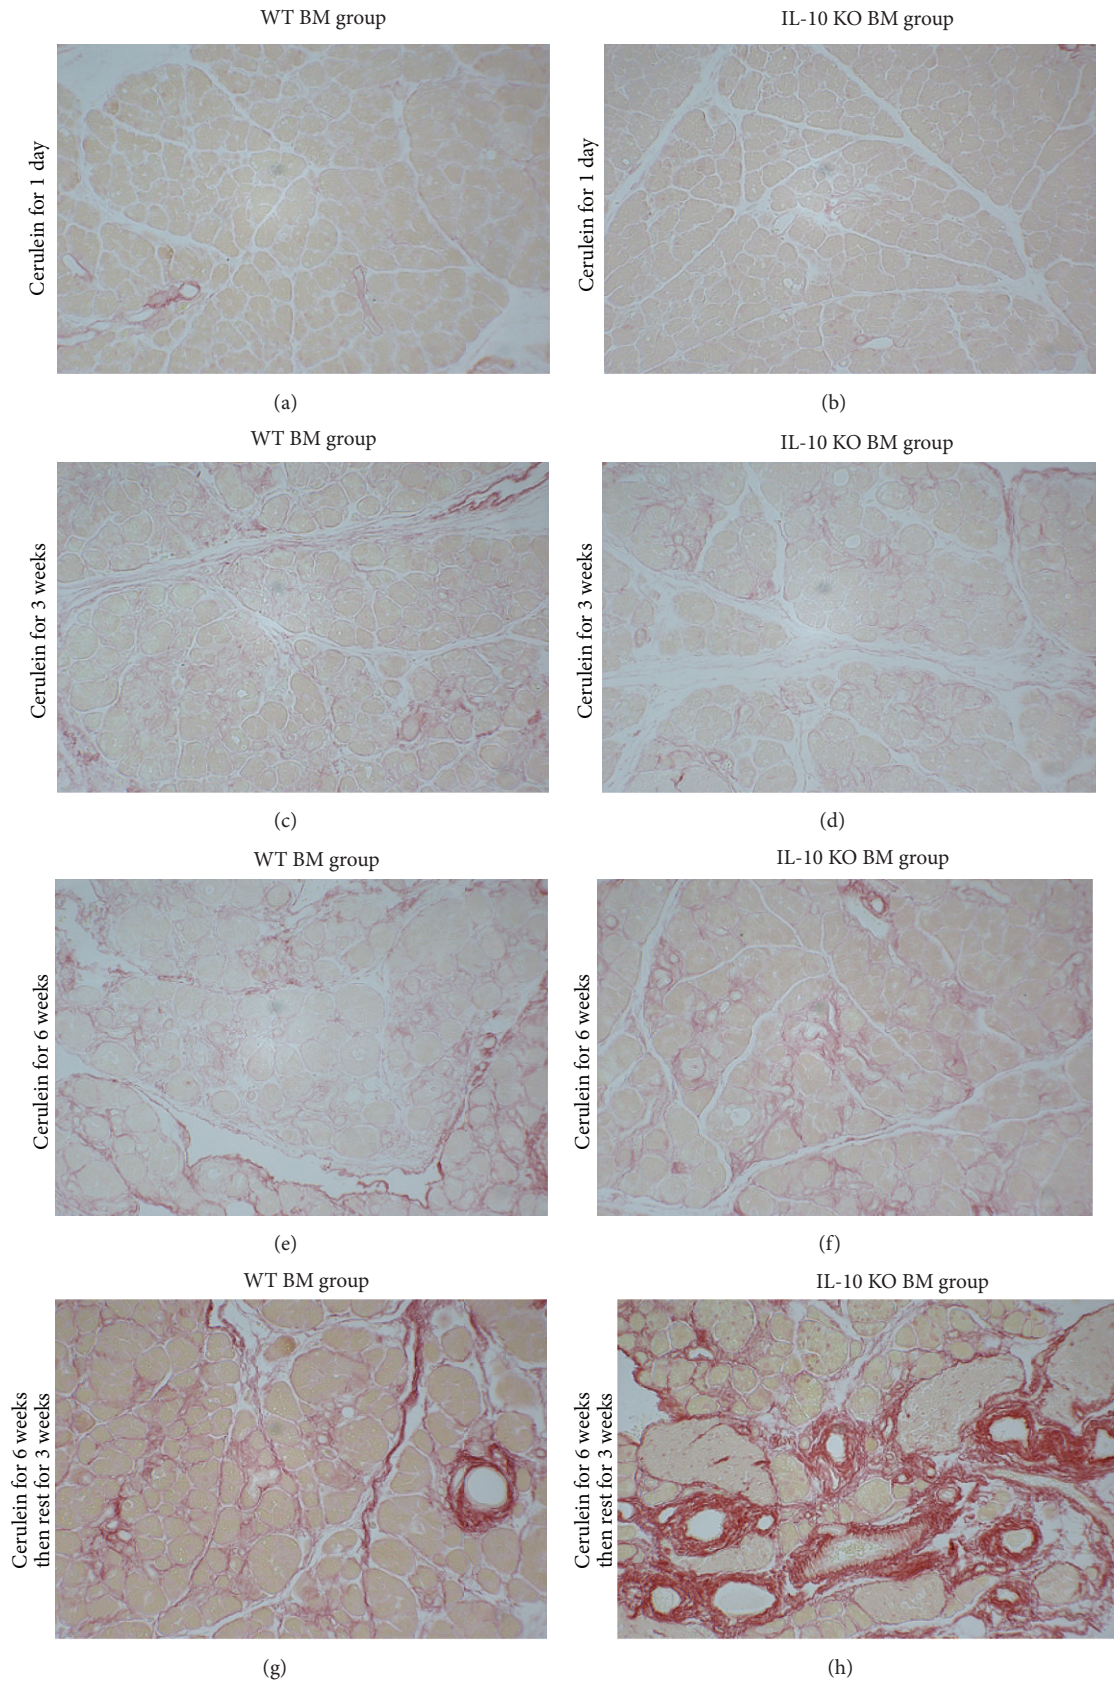 WT BM group
IL-10 KO BM group
Cerulein for 1 day
Cerulein for 1 day
(a)
(b)
WT BM group
IL-10 KO BM group
Cerulein for 3 weeks
Cerulein for 3 weeks
(c)
(d)
WT BM group
IL-10 KO BM group
Cerulein for 6 weeks
Cerulein for 6 weeks
(e)
(f)
WT BM group
IL-10 KO BM group
Cerulein for 6 weeks
then rest for 3 weeks
Cerulein for 6 weeks
then rest for 3 weeks
(g)
(h)